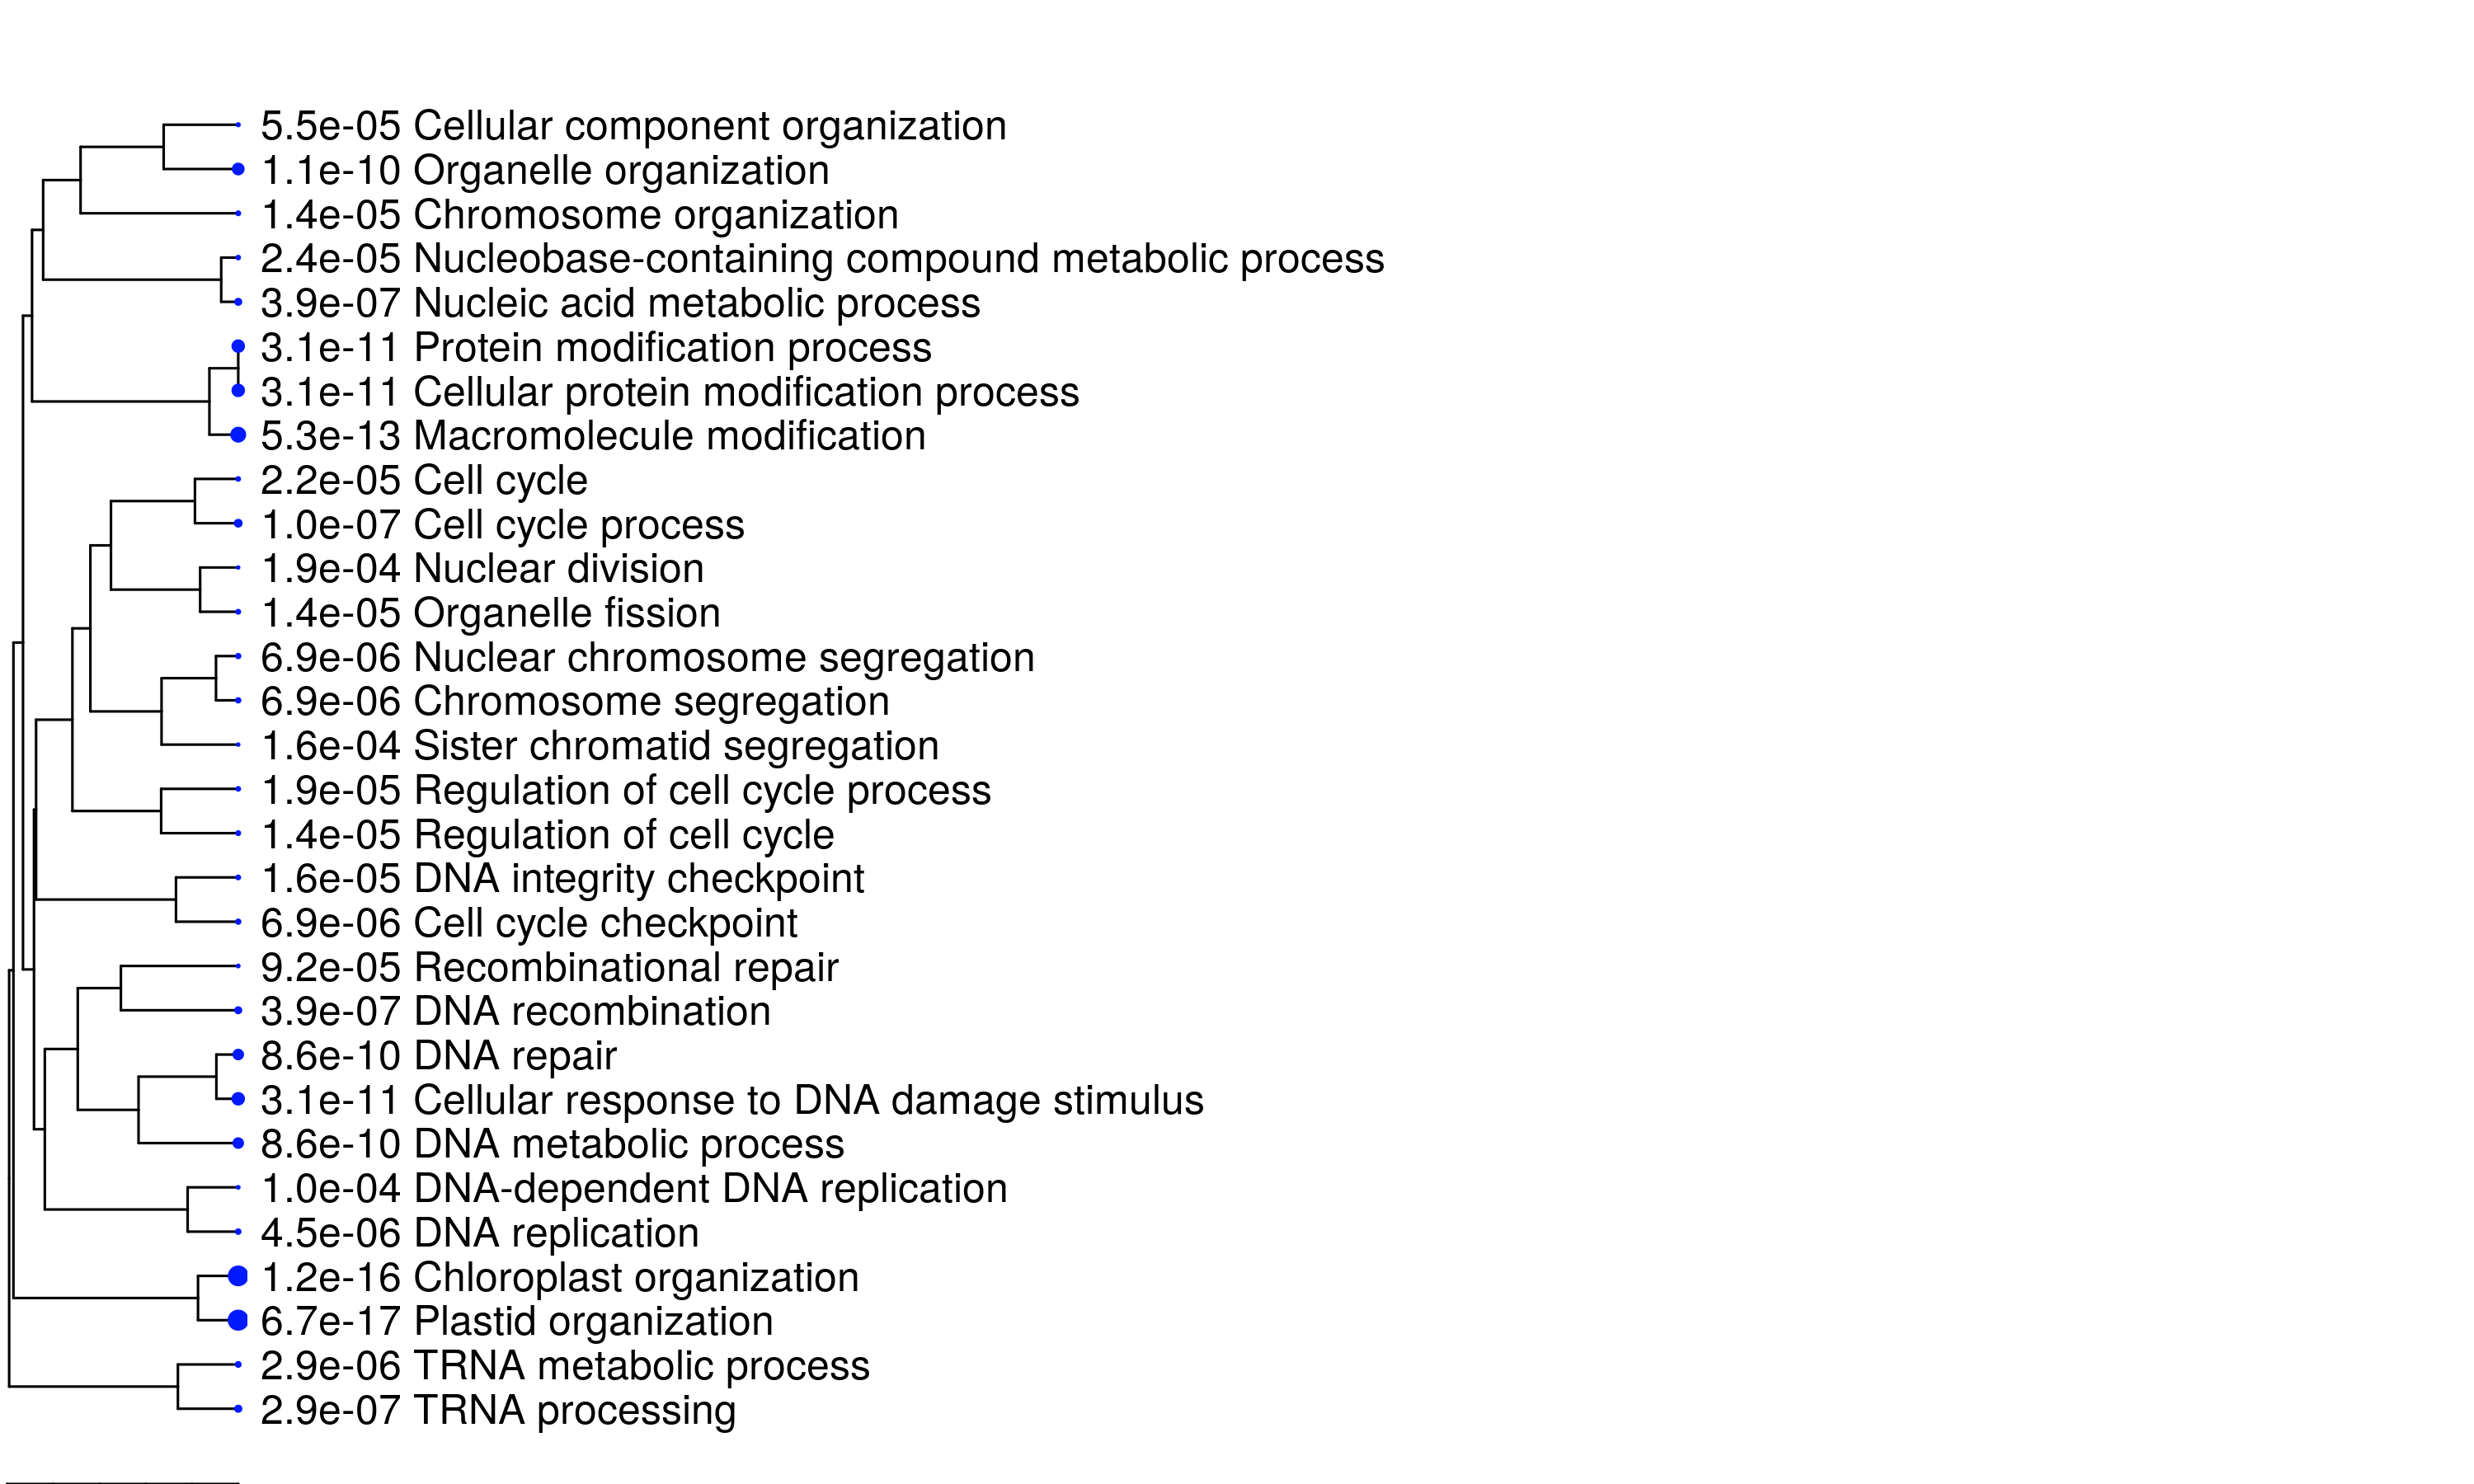 5.5e-05 Cellular component organization
1.1e-10 Organelle organization
1.4e-05 Chromosome organization
2.4e-05 Nucleobase-containing compound metabolic process
3.9e-07 Nucleic acid metabolic process
3.1e-11 Protein modification process
3.1e-11 Cellular protein modification process
5.3e-13 Macromolecule modification
2.2e-05 Cell cycle
1.0e-07 Cell cycle process
1.9e-04 Nuclear division
1.4e-05 Organelle fission
6.9e-06 Nuclear chromosome segregation
6.9e-06 Chromosome segregation
1.6e-04 Sister chromatid segregation
1.9e-05 Regulation of cell cycle process
1.4e-05 Regulation of cell cycle
1.6e-05 DNA integrity checkpoint
6.9e-06 Cell cycle checkpoint
9.2e-05 Recombinational repair
3.9e-07 DNA recombination
8.6e-10 DNA repair
3.1e-11 Cellular response to DNA damage stimulus
8.6e-10 DNA metabolic process
1.0e-04 DNA-dependent DNA replication
4.5e-06 DNA replication
1.2e-16 Chloroplast organization
6.7e-17 Plastid organization
2.9e-06 TRNA metabolic process
2.9e-07 TRNA processing